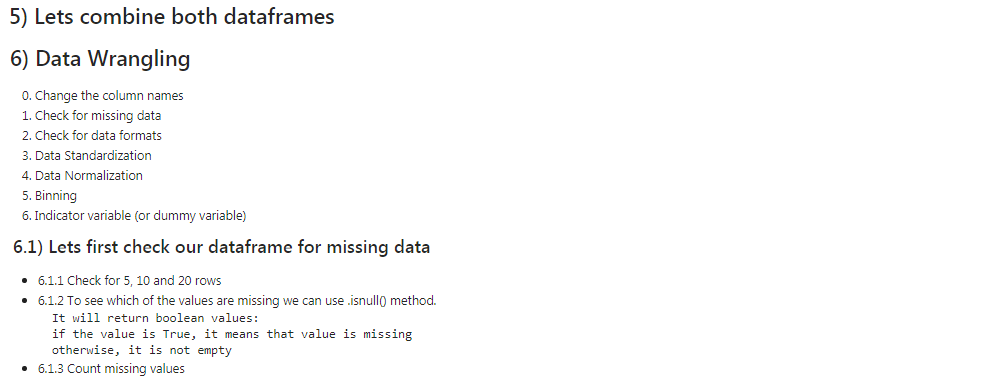 5) Lets combine both dataframes
6) Data Wrangling
0. Change the column names
1. Check for missing data
2. Check for data formats
3. Data Standardization
4. Data Normalization
5. Binning
6. Indicator variable (or dummy variable)
6.1) Lets first check our dataframe for missing data
• 6.1.1 Check for 5, 10 and 20 rows
• 6.1.2 To see which of the values are missing we can use .isnull() method.
It will return boolean values:
if the value is True, it means that value is missing
otherwise, it is not empty
• 6.1.3 Count missing values